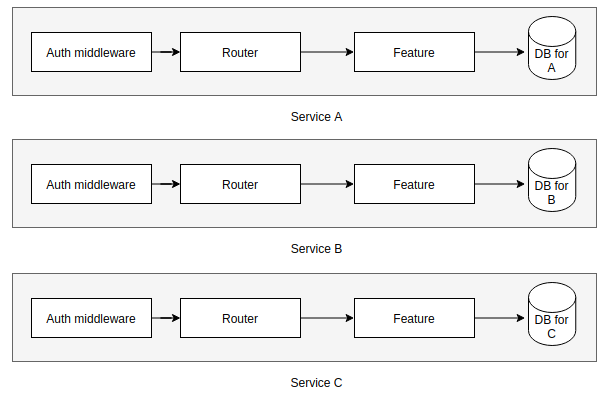 Auth middleware
Router
Feature
DB for
A
Service A
Auth middleware
Router
Feature
DB for
B
Service B
Auth middleware
Router
Feature
DB for
C
Service C